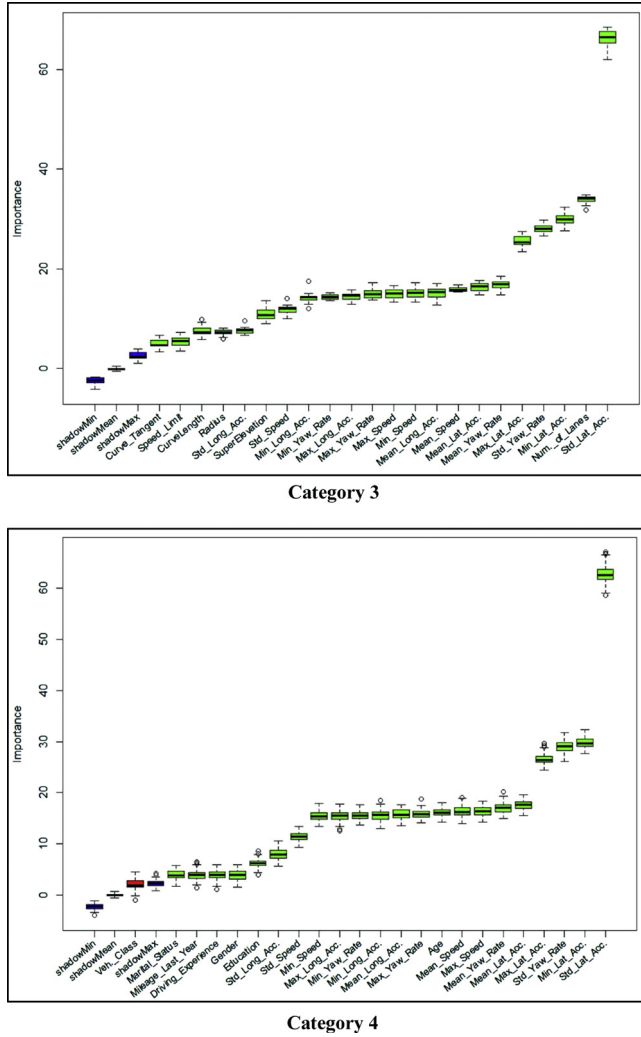 60
40
20
0
Importance
shadowMin
shadowMean
shadowMax
Curve_Tangent
Speed_Limit
CurveLength
Radius
Std_Long_Acc.
SuperElevation
Std_Speed
Min_Long_Acc.
Min_Yaw_Rate
Max_Long_Acc.
Max_Yaw_Rate
Max_Speed
Min_Speed
Mean_Long_Acc.
Mean_Speed
Mean_Lat_Acc.
Mean_Yaw_Rate
Max_Lat_Acc.
Std_Yaw_Rate
Min_Lat_Acc.
Num_of_Lanes
Std_Lat_Acc.
Category 3
60
50
40
30
20
10
0
Importance
shadowMin
shadowMean
Veh_Class
shadowMax
Marital_Status
Mileage_Last_Year
Driving_Experience
Gender
Education
Std_Long_Acc.
Std_Speed
Min_Speed
Max_Long_Acc.
Min_Yaw_Rate
Min_Long_Acc.
Mean_Long_Acc.
Max_Yaw_Rate
Age
Mean_Speed
Max_Speed
Mean_Yaw_Rate
Mean_Lat_Acc.
Max_Lat_Acc.
Std_Yaw_Rate
Min_Lat_Acc.
Std_Lat_Acc.
Category 4